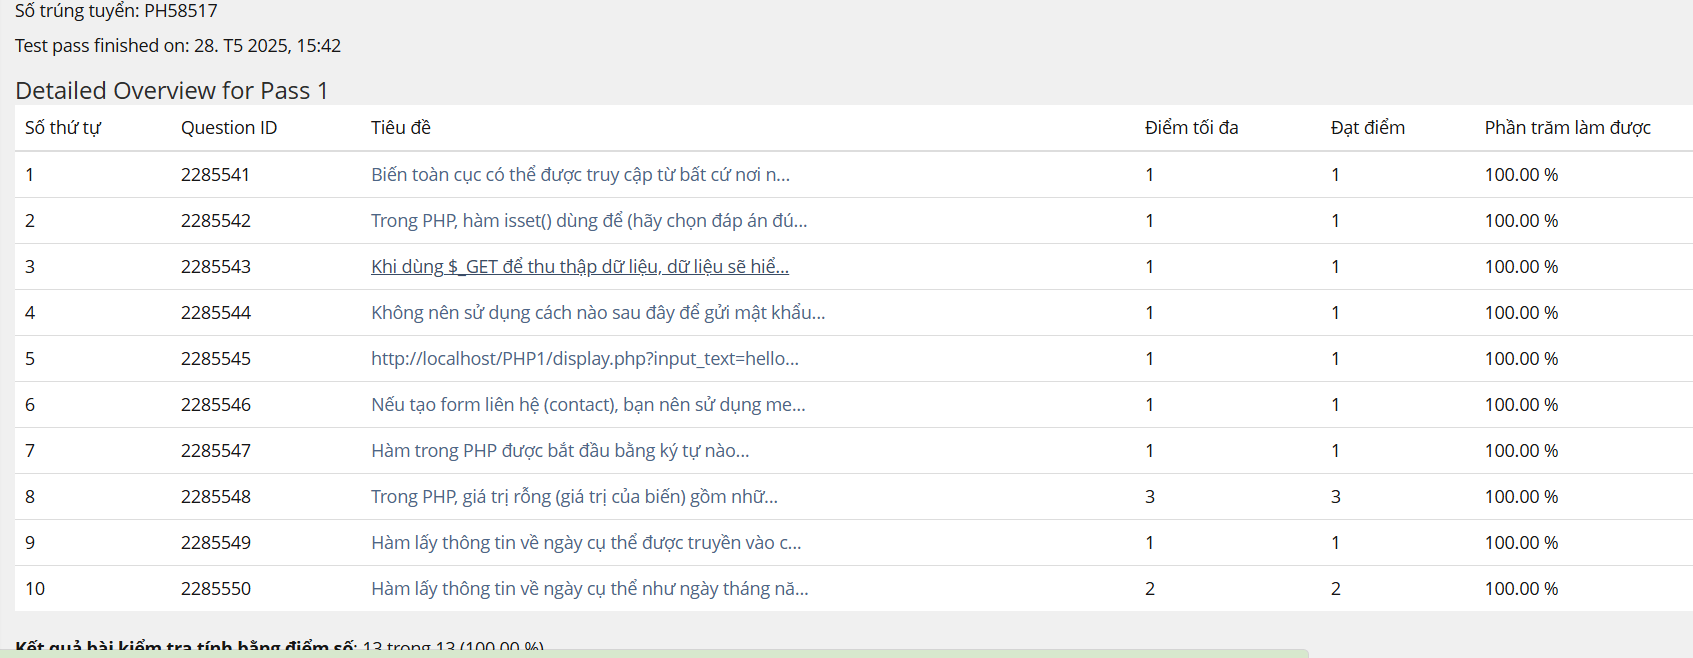 Số trúng tuyển: PH58517
Test pass finished on: 28. T5 2025, 15:42
Detailed Overview for Pass 1
Số thứ tự Question ID Tiêu đề Điểm tối đa Đạt điểm Phần trăm làm được
1 2285541 Biến toàn cục có thể được truy cập từ bất cứ nơi n... 1 1 100.00 %
2 2285542 Trong PHP, hàm isset() dùng để (hãy chọn đáp án đú... 1 1 100.00 %
3 2285543 Khi dùng $_GET để thu thập dữ liệu, dữ liệu sẽ hiể... 1 1 100.00 %
4 2285544 Không nên sử dụng cách nào sau đây để gửi mật khẩu... 1 1 100.00 %
5 2285545 http://localhost/PHP1/display.php?input_text=hello... 1 1 100.00 %
6 2285546 Nếu tạo form liên hệ (contact), bạn nên sử dụng me... 1 1 100.00 %
7 2285547 Hàm trong PHP được bắt đầu bằng ký tự nào... 1 1 100.00 %
8 2285548 Trong PHP, giá trị rỗng (giá trị của biến) gồm nhữ... 3 3 100.00 %
9 2285549 Hàm lấy thông tin về ngày cụ thể được truyền vào c... 1 1 100.00 %
10 2285550 Hàm lấy thông tin về ngày cụ thể như ngày tháng nă... 2 2 100.00 %
Kết quả bài kiểm tra tính bằng điểm số: 13 trong 13 (100.00 %)